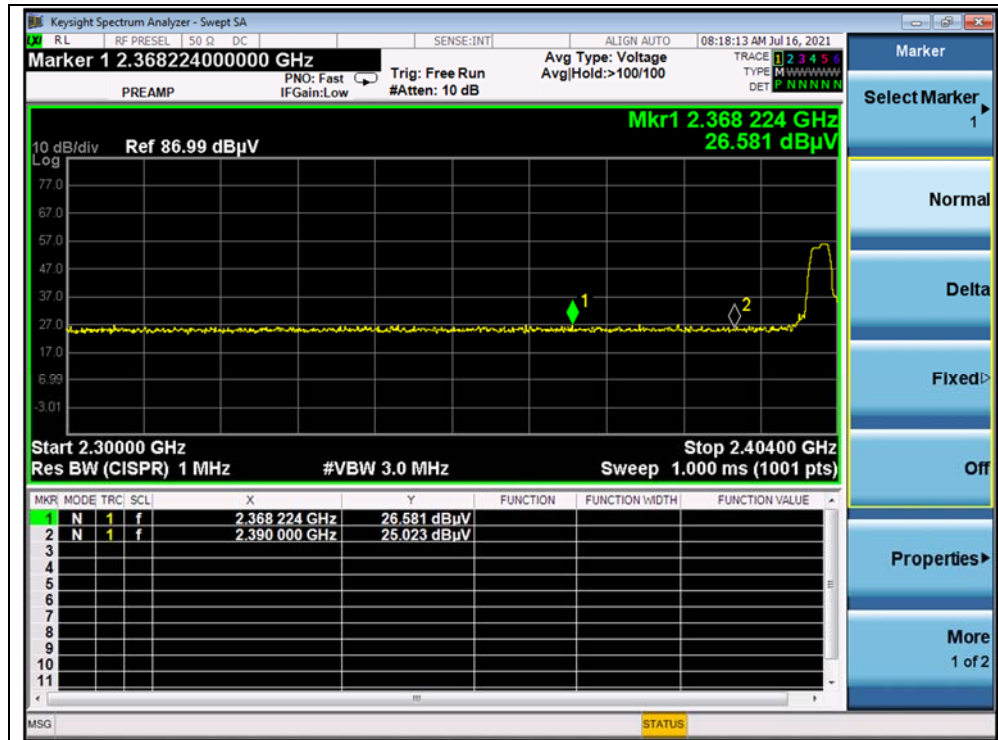 Keysight Spectrum Analyzer - Swept SA
RL RF PRESEL 50 Ω DC SENSE:INT ALIGN AUTO 08:18:13 AM Jul 16, 2021
Marker 1 2.368224000000 GHz
PREAMP
PNO: Fast
IFGain:Low
Trig: Free Run
#Atten: 10 dB
Avg Type: Voltage
Avg|Hold:>100/100
TRACE 1 2 3 4 5 6
TYPE M WWWWW
DET P N N N N N
Mkr1 2.368 224 GHz
26.581 dBµV
10 dB/div Ref 86.99 dBµV
Log
77.0
67.0
57.0
47.0
37.0
27.0
17.0
6.99
-3.01
1
2
Start 2.30000 GHz Stop 2.40400 GHz
Res BW (CISPR) 1 MHz #VBW 3.0 MHz Sweep 1.000 ms (1001 pts)
MKR MODE TRC SCL X Y FUNCTION FUNCTION WIDTH FUNCTION VALUE
1 N 1 f 2.368 224 GHz 26.581 dBµV
2 N 1 f 2.390 000 GHz 25.023 dBµV
3
4
5
6
7
8
9
10
11
MSG STATUS
Marker
Select Marker
1
Normal
Delta
Fixed
Off
Properties
More
1 of 2